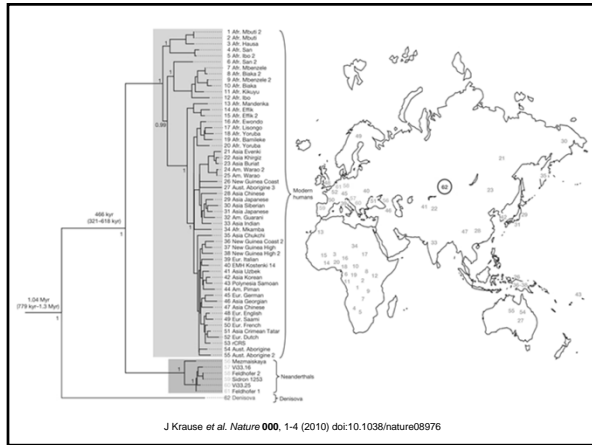 1 Afr. Mbuti 2
2 Afr. Mbuti
3 Afr. Hausa
4 Afr. San
5 Afr. Ibo 2
6 Afr. San 2
7 Afr. Mbenzele
8 Afr. Biaka 2
9 Afr. Mbenzele 2
10 Afr. Biaka
11 Afr. Kikuyu
12 Afr. Ibo
13 Afr. Mandenka
14 Afr. Effik
15 Afr. Effik 2
16 Afr. Ewondo
17 Afr. Lisongo
18 Afr. Yoruba
19 Afr. Bamileke
20 Afr. Yoruba
21 Asia Evenki
22 Asia Khirgiz
23 Asia Buriat
24 Am. Warao 2
25 Am. Warao
26 New Guinea Coast
27 Aust. Aborigine 3
28 Asia Chinese
29 Asia Japanese
30 Asia Siberian
31 Asia Japanese
32 Am. Guarani
33 Asia Indian
34 Afr. Mkamba
35 Asia Chukchi
36 New Guinea Coast 2
37 New Guinea High
38 New Guinea High 2
39 Eur. Italian
40 EMH Kostenki 14
41 Asia Uzbek
42 Asia Korean
43 Polynesia Samoan
44 Am. Piman
45 Eur. German
46 Asia Georgian
47 Asia Chinese
48 Eur. English
49 Eur. Saami
50 Eur. French
51 Asia Crimean Tatar
52 Eur. Dutch
53 rCRS
54 Aust. Aborigine
55 Aust. Aborigine 2
Mezmaiskaya
Vi33.16
Feldhofer 2
Sidron 1253
Vi33.25
Feldhofer 1
62 Denisova
Modern
humans
Neanderthals
Denisova
0.99
466 kyr
(321–618 kyr)
1.04 Myr
(779 kyr–1.3 Myr)
62
J Krause et al. Nature 000, 1-4 (2010) doi:10.1038/nature08976